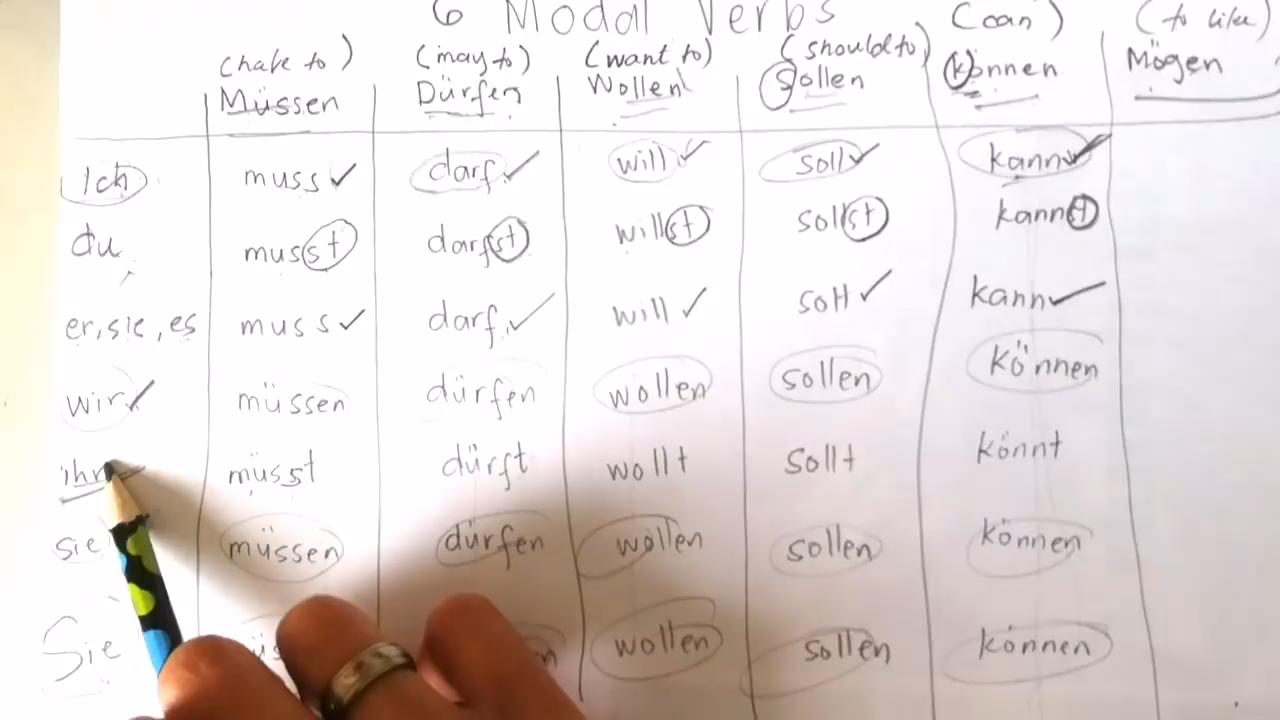 6 Modal Verbs
(have to) (may to) (want to) (should to) (can) (to like)
Müssen Dürfen Wollen Sollen Können Mögen
Ich muss darf will soll kann
du musst darfst willst sollst kannst
er, sie, es muss darf will soll kann
wir müssen dürfen wollen sollen können
ihr müsst dürft wollt sollt könnt
sie müssen dürfen wollen sollen können
Sie wollen sollen können